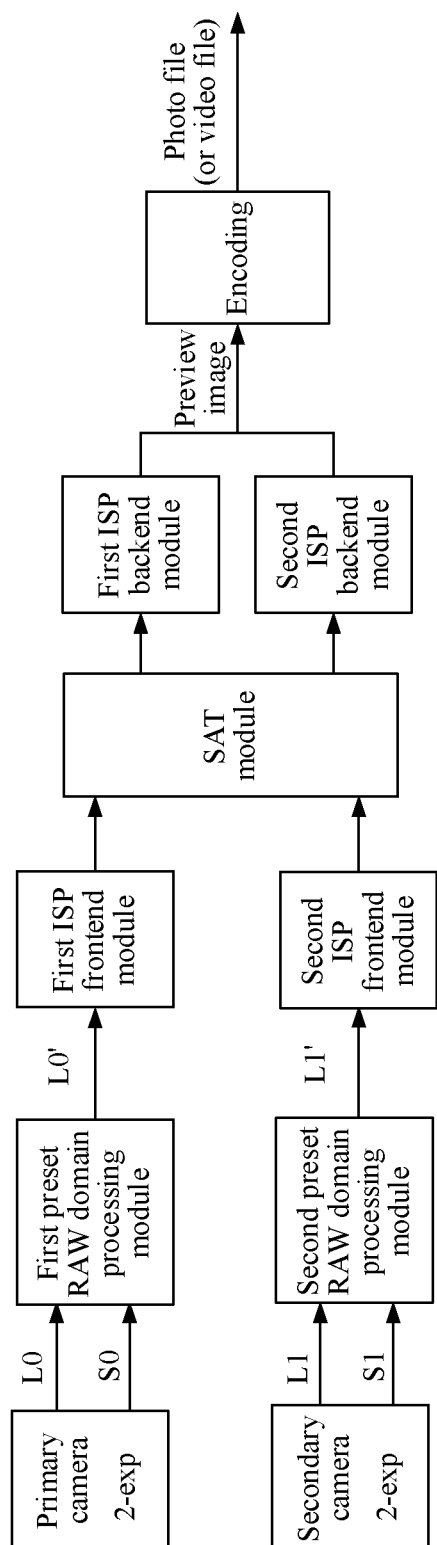 Primary
camera
2-exp
L0
S0
First preset
RAW domain
processing
module
L0'
First ISP
frontend
module
Secondary
camera
2-exp
L1
S1
Second preset
RAW domain
processing
module
L1'
Second
ISP
frontend
module
SAT
module
First ISP
backend
module
Second
ISP
backend
module
Preview
image
Encoding
Photo file
(or video file)